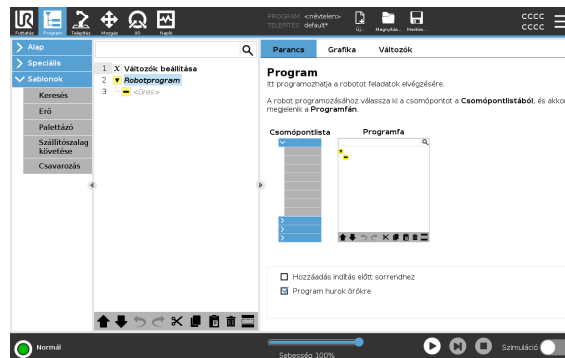 Futtatás Program Telepítés Mozgás I/O Napló
PROGRAM <névtelen>
TELEPÍTÉS default*
Új... Megnyitás... Mentés...
CCCC
CCCC
Alap
Speciális
Sablonok
Keresés
Erő
Palettázó
Szállítószalag
követése
Csavarozás
1 X Változók beállítása
2 Robotprogram
3 <Üres>
Parancs Grafika Változók
Program
Itt programozhatja a robotot feladatok elvégzésére.
A robot programozásához válassza ki a csomópontot a Csomópontlistából, és akkor
megjelenik a Programfán.
Csomópontlista Programfa
Hozzáadás indítás előtt sorrendhez
Program hurok örökre
Normál
Sebesség 100%
Szimuláció